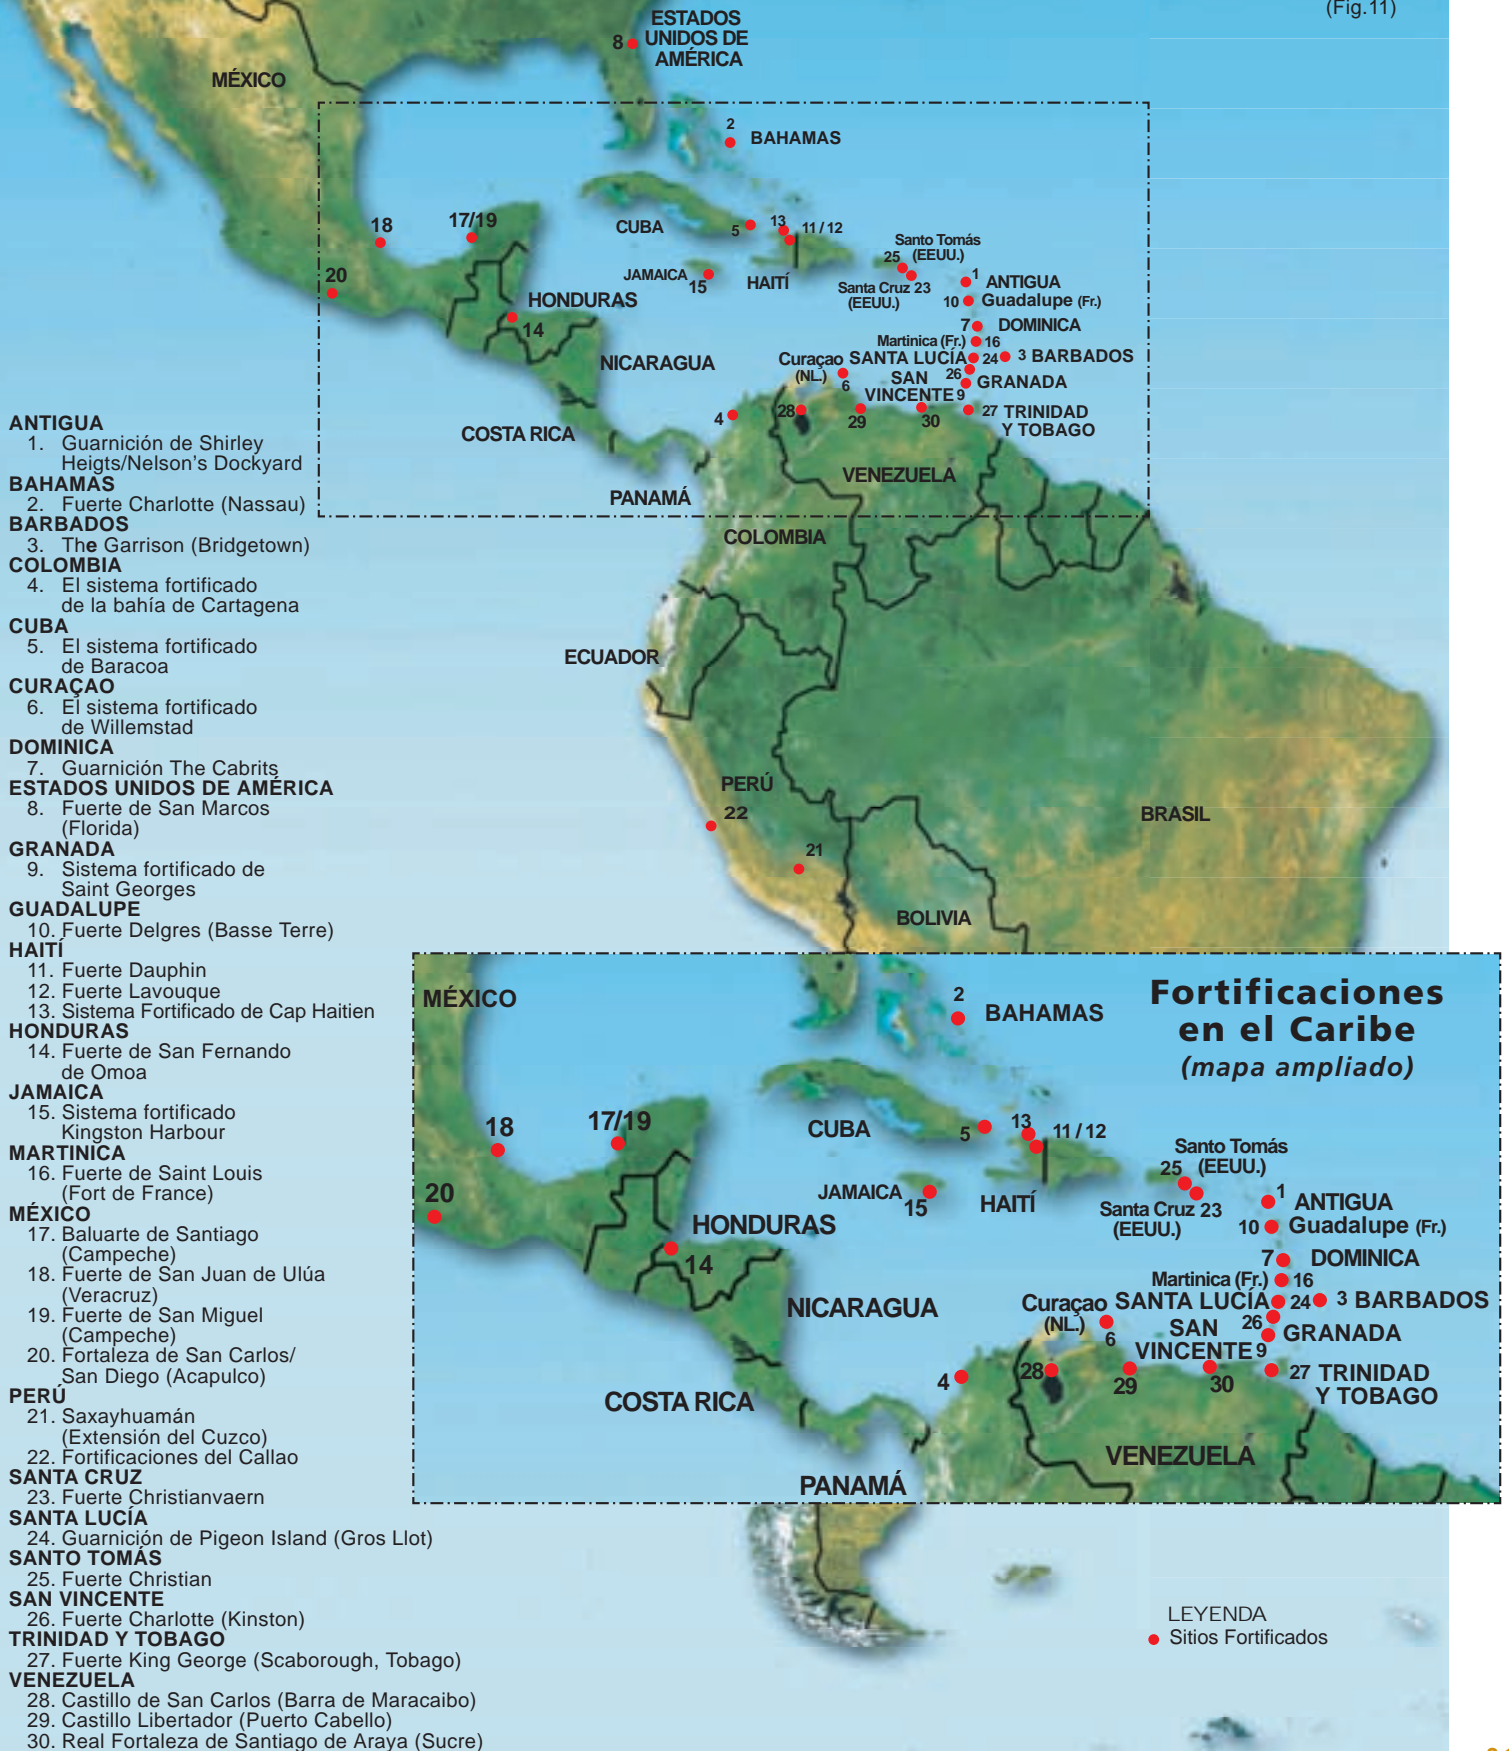 (Fig.11)
ESTADOS
UNIDOS DE
AMÉRICA
8
MÉXICO
2
BAHAMAS
18
17/19
CUBA
5
13
11 / 12
20
JAMAICA
15
HAITÍ
Santo Tomás
25 (EEUU.)
Santa Cruz 23
(EEUU.)
1
ANTIGUA
10
Guadalupe (Fr.)
HONDURAS
14
7
DOMINICA
Martinica (Fr.)
16
NICARAGUA
Curaçao
(NL.)
6
SANTA LUCÍA
24
3 BARBADOS
SAN
VINCENTE
26
9
GRANADA
4
28
29
30
27 TRINIDAD
Y TOBAGO
COSTA RICA
VENEZUELA
PANAMÁ
COLOMBIA
ECUADOR
PERÚ
22
21
BRASIL
BOLIVIA
ANTIGUA
1. Guarnición de Shirley
Heigts/Nelson's Dockyard
BAHAMAS
2. Fuerte Charlotte (Nassau)
BARBADOS
3. The Garrison (Bridgetown)
COLOMBIA
4. El sistema fortificado
de la bahía de Cartagena
CUBA
5. El sistema fortificado
de Baracoa
CURAÇAO
6. El sistema fortificado
de Willemstad
DOMINICA
7. Guarnición The Cabrits
ESTADOS UNIDOS DE AMÉRICA
8. Fuerte de San Marcos
(Florida)
GRANADA
9. Sistema fortificado de
Saint Georges
GUADALUPE
10. Fuerte Delgres (Basse Terre)
HAITÍ
11. Fuerte Dauphin
12. Fuerte Lavouque
13. Sistema Fortificado de Cap Haitien
HONDURAS
14. Fuerte de San Fernando
de Omoa
JAMAICA
15. Sistema fortificado
Kingston Harbour
MARTINICA
16. Fuerte de Saint Louis
(Fort de France)
MÉXICO
17. Baluarte de Santiago
(Campeche)
18. Fuerte de San Juan de Ulúa
(Veracruz)
19. Fuerte de San Miguel
(Campeche)
20. Fortaleza de San Carlos/
San Diego (Acapulco)
PERÚ
21. Saxayhuamán
(Extensión del Cuzco)
22. Fortificaciones del Callao
SANTA CRUZ
23. Fuerte Christianvaern
SANTA LUCÍA
24. Guarnición de Pigeon Island (Gros Llot)
SANTO TOMÁS
25. Fuerte Christian
SAN VINCENTE
26. Fuerte Charlotte (Kinston)
TRINIDAD Y TOBAGO
27. Fuerte King George (Scaborough, Tobago)
VENEZUELA
28. Castillo de San Carlos (Barra de Maracaibo)
29. Castillo Libertador (Puerto Cabello)
30. Real Fortaleza de Santiago de Araya (Sucre)
Fortificaciones
en el Caribe
(mapa ampliado)
MÉXICO
2
BAHAMAS
18
17/19
CUBA
5
13
11 / 12
20
JAMAICA
15
HAITÍ
Santo Tomás
25 (EEUU.)
Santa Cruz 23
(EEUU.)
1
ANTIGUA
10
Guadalupe (Fr.)
HONDURAS
14
7
DOMINICA
Martinica (Fr.)
16
NICARAGUA
Curaçao
(NL.)
6
SANTA LUCÍA
24
3 BARBADOS
SAN
VINCENTE
26
9
GRANADA
4
28
29
30
27 TRINIDAD
Y TOBAGO
COSTA RICA
VENEZUELA
PANAMÁ
LEYENDA
Sitios Fortificados